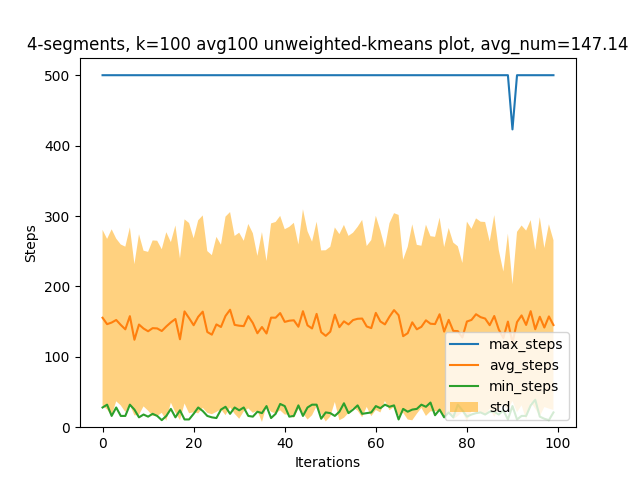 4-segments, k=100 avg100 unweighted-kmeans plot, avg_num=147.14
500
400
300
200
100
0
Steps
0 20 40 60 80 100
Iterations
max_steps
avg_steps
min_steps
std